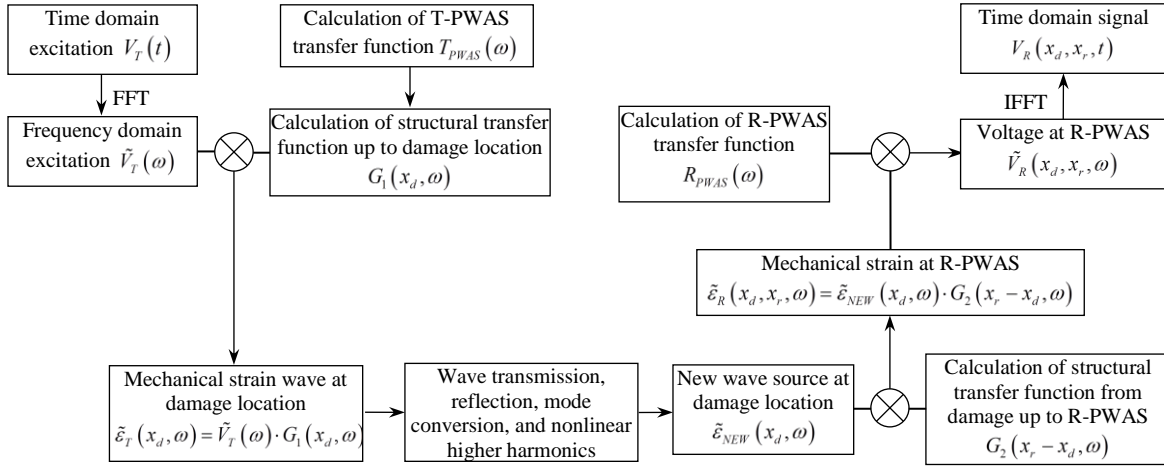 Time domain
excitation V_T(t)
FFT
Frequency domain
excitation Ṽ_T(ω)
Calculation of T-PWAS
transfer function T_PWAS(ω)
Calculation of structural transfer
function up to damage location
G_1(x_d, ω)
Mechanical strain wave at
damage location
ε̃_T(x_d, ω) = Ṽ_T(ω)·G_1(x_d, ω)
Wave transmission,
reflection, mode
conversion, and nonlinear
higher harmonics
New wave source at
damage location
ε̃_NEW(x_d, ω)
Calculation of structural
transfer function from
damage up to R-PWAS
G_2(x_r − x_d, ω)
Mechanical strain at R-PWAS
ε̃_R(x_d, x_r, ω) = ε̃_NEW(x_d, ω)·G_2(x_r − x_d, ω)
Calculation of R-PWAS
transfer function
R_PWAS(ω)
Voltage at R-PWAS
Ṽ_R(x_d, x_r, ω)
IFFT
Time domain signal
V_R(x_d, x_r, t)